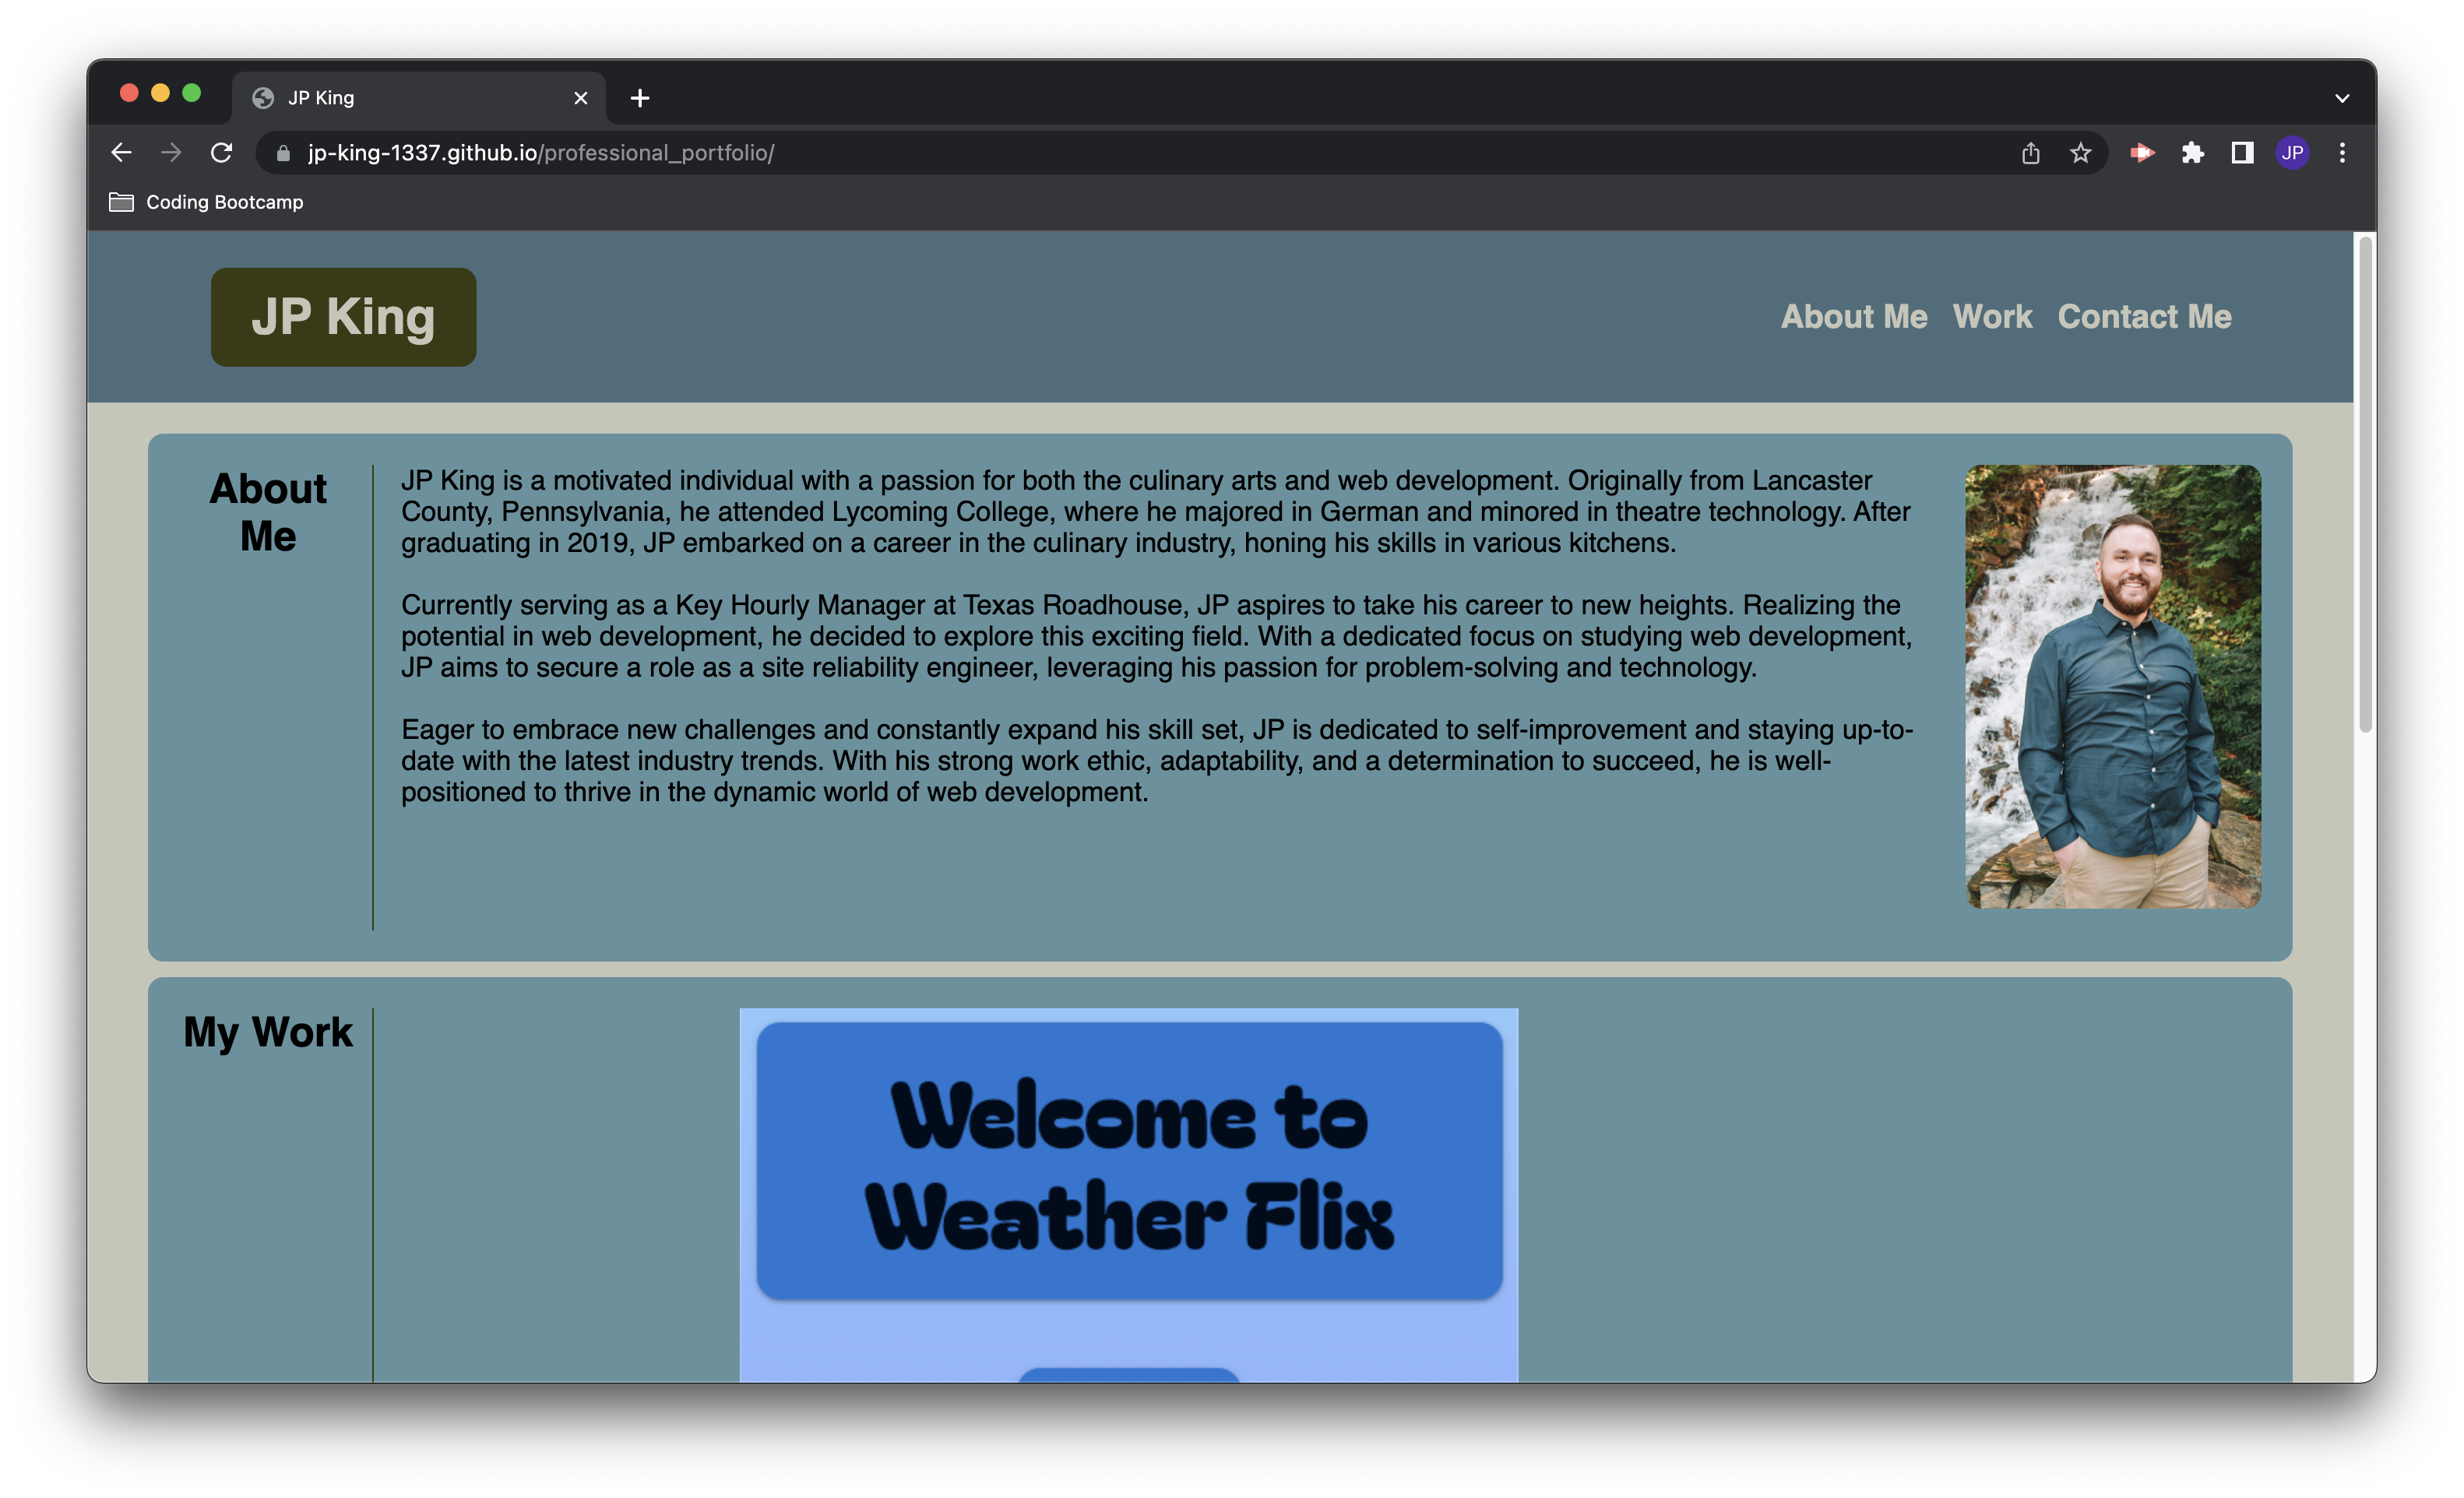 JP King
jp-king-1337.github.io/professional_portfolio/
JP
Coding Bootcamp
JP King
About Me Work Contact Me
About
Me
JP King is a motivated individual with a passion for both the culinary arts and web development. Originally from Lancaster
County, Pennsylvania, he attended Lycoming College, where he majored in German and minored in theatre technology. After
graduating in 2019, JP embarked on a career in the culinary industry, honing his skills in various kitchens.
Currently serving as a Key Hourly Manager at Texas Roadhouse, JP aspires to take his career to new heights. Realizing the
potential in web development, he decided to explore this exciting field. With a dedicated focus on studying web development,
JP aims to secure a role as a site reliability engineer, leveraging his passion for problem-solving and technology.
Eager to embrace new challenges and constantly expand his skill set, JP is dedicated to self-improvement and staying up-to-
date with the latest industry trends. With his strong work ethic, adaptability, and a determination to succeed, he is well-
positioned to thrive in the dynamic world of web development.
My Work
Welcome to
Weather Flix